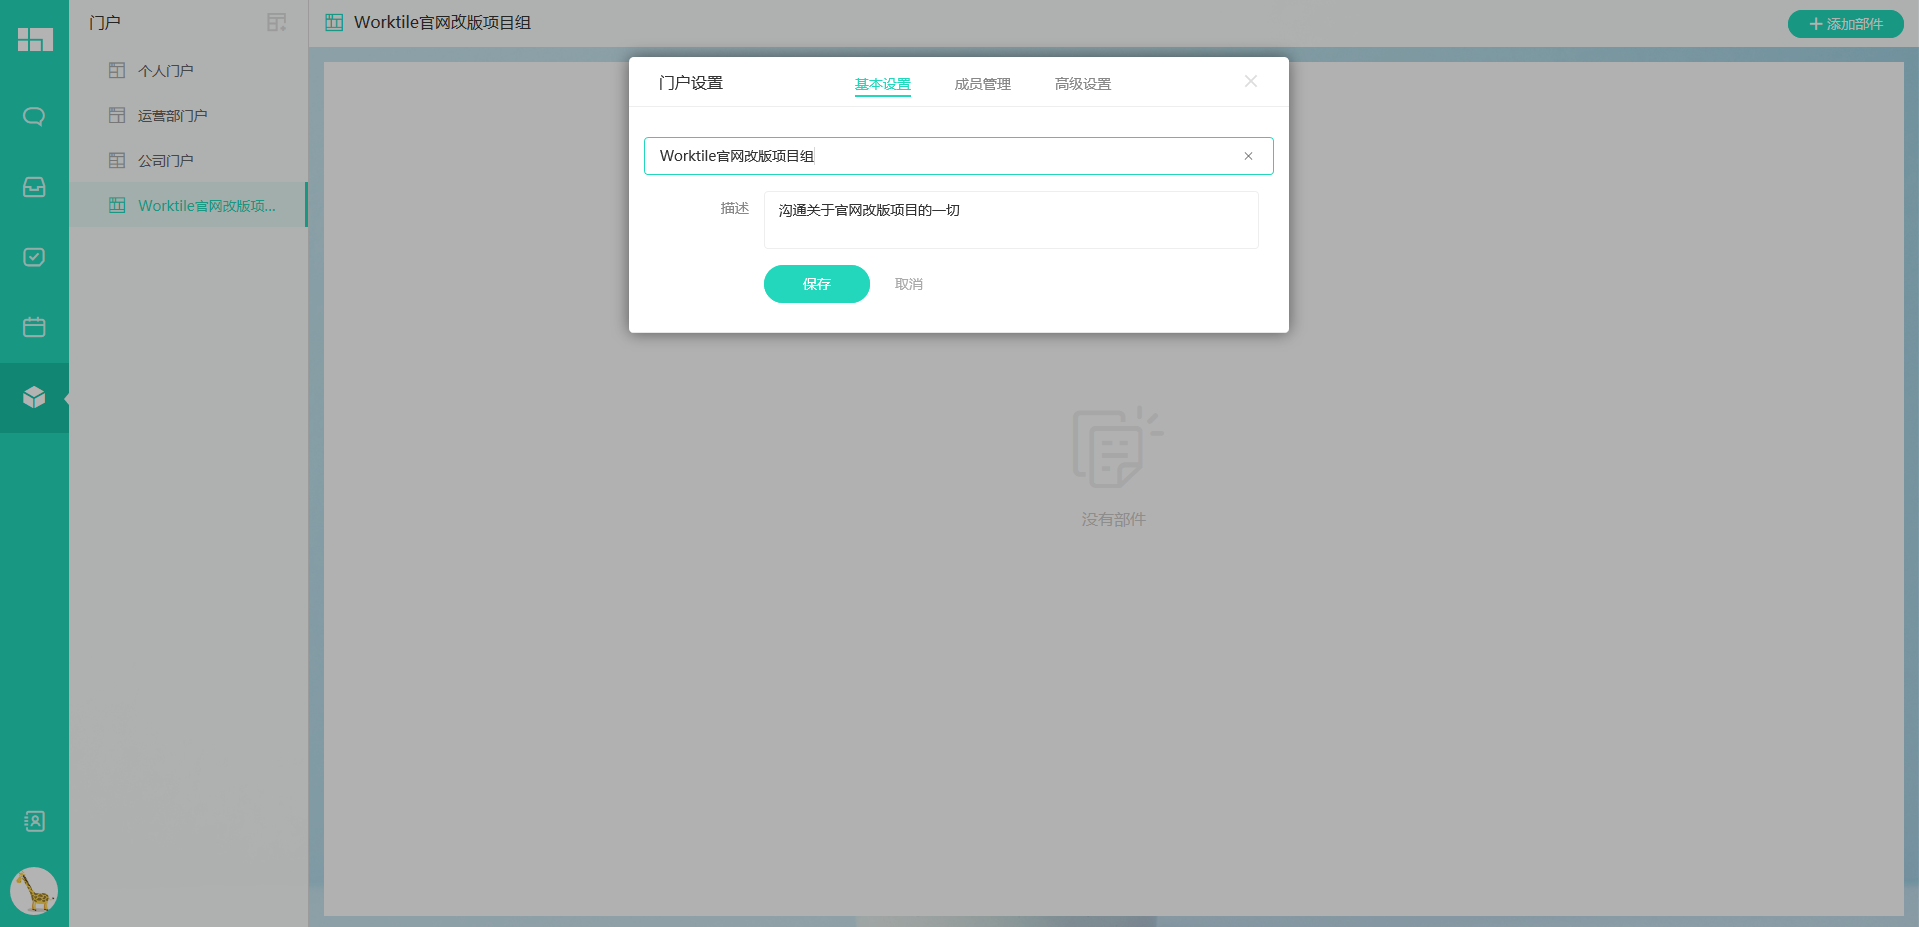 门户
个人门户
运营部门户
公司门户
Worktile官网改版项...
Worktile官网改版项目组
添加部件
门户设置
基本设置
成员管理
高级设置
Worktile官网改版项目组
描述
沟通关于官网改版项目的一切
保存
取消
没有部件